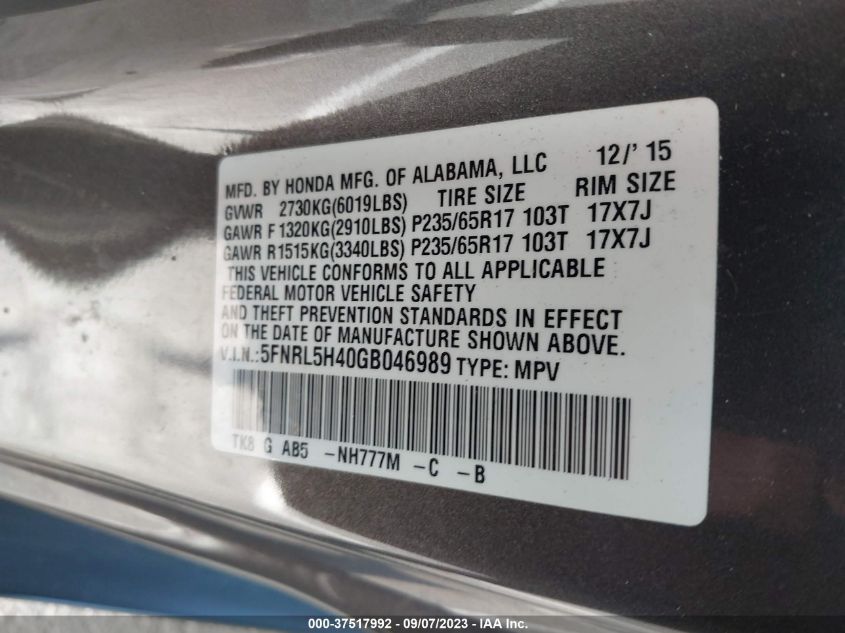 MFD. BY HONDA MFG. OF ALABAMA, LLC 12/' 15
GVWR 2730KG(6019LBS) TIRE SIZE RIM SIZE
GAWR F 1320KG(2910LBS) P235/65R17 103T 17X7J
GAWR R1515KG(3340LBS) P235/65R17 103T 17X7J
THIS VEHICLE CONFORMS TO ALL APPLICABLE
FEDERAL MOTOR VEHICLE SAFETY
AND THEFT PREVENTION STANDARDS IN EFFECT
ON THE DATE OF MANUFACTURE SHOWN ABOVE.
V.I.N.:5FNRL5H40GB046989 TYPE: MPV
TK8 G AB5 -NH777M -C -B
000-37517992 - 09/07/2023 - IAA Inc.